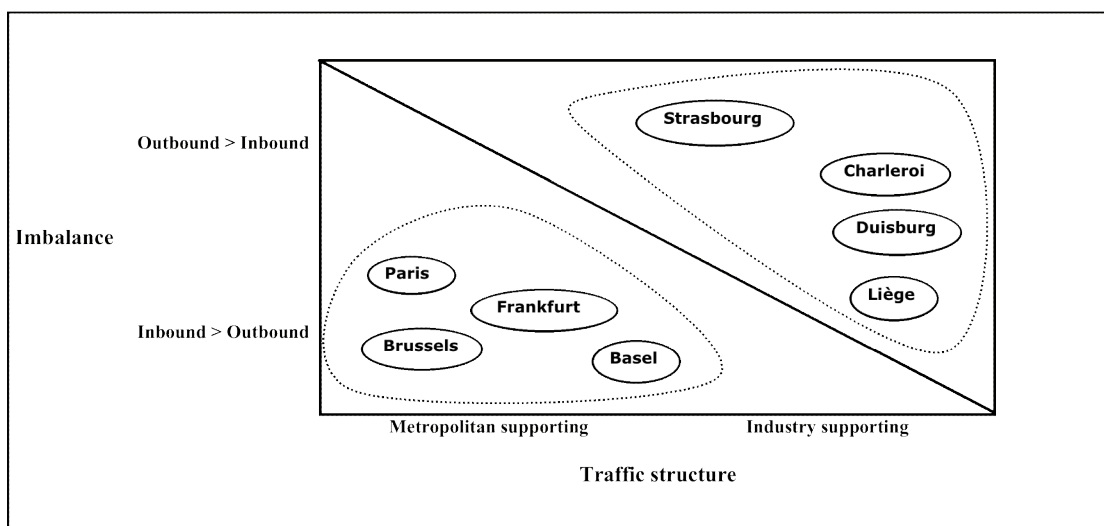 Strasbourg
Outbound > Inbound
Charleroi
Duisburg
Imbalance
Paris
Liège
Frankfurt
Inbound > Outbound
Brussels
Basel
Metropolitan supporting
Industry supporting
Traffic structure